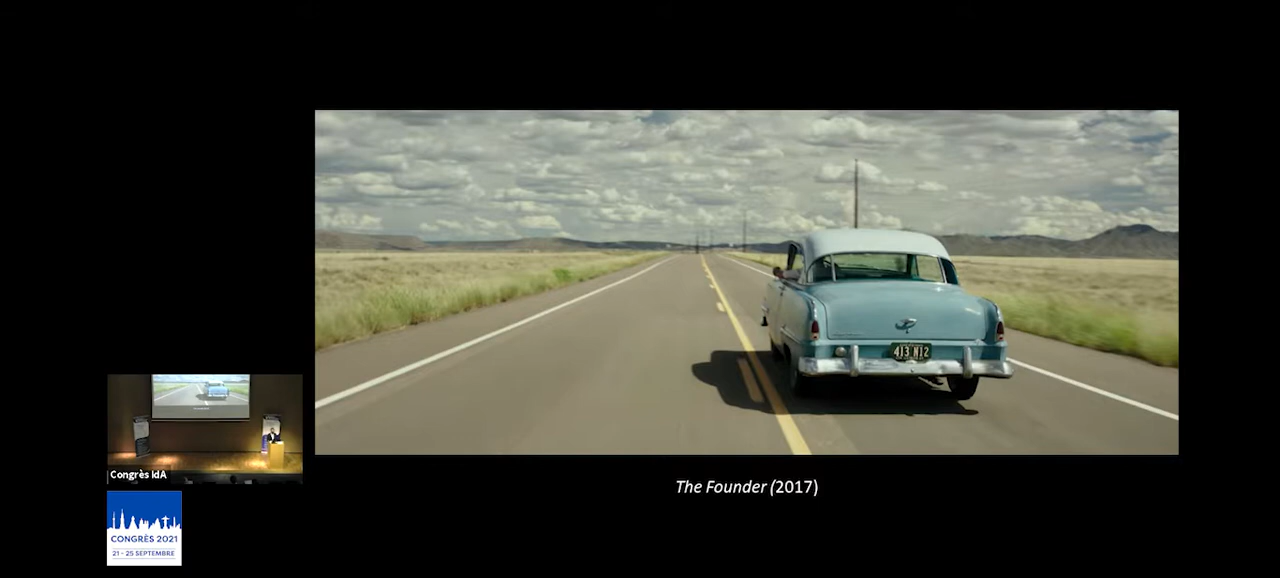 413 N12
Congrès IdA
The Founder (2017)
CONGRÈS 2021
21 - 25 SEPTEMBRE